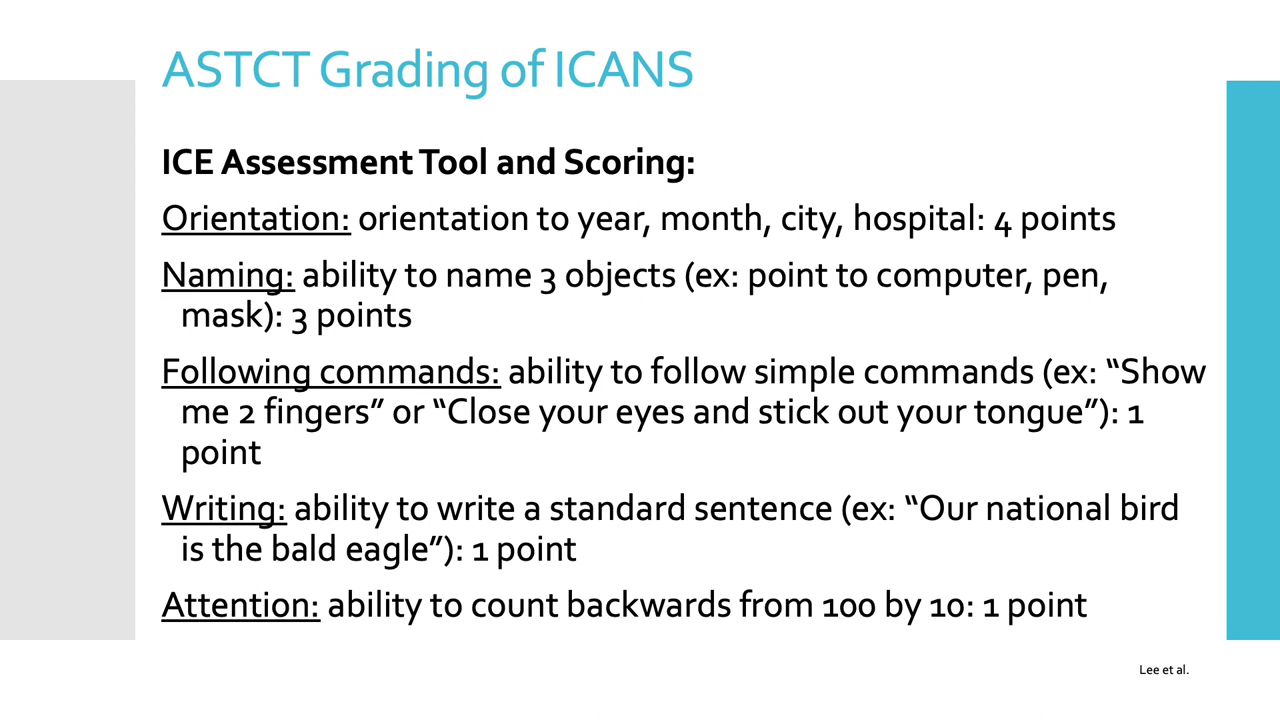 ASTCT Grading of ICANS
ICE Assessment Tool and Scoring:
Orientation: orientation to year, month, city, hospital: 4 points
Naming: ability to name 3 objects (ex: point to computer, pen,
mask): 3 points
Following commands: ability to follow simple commands (ex: “Show
me 2 fingers” or “Close your eyes and stick out your tongue”): 1
point
Writing: ability to write a standard sentence (ex: “Our national bird
is the bald eagle”): 1 point
Attention: ability to count backwards from 100 by 10: 1 point
Lee et al.